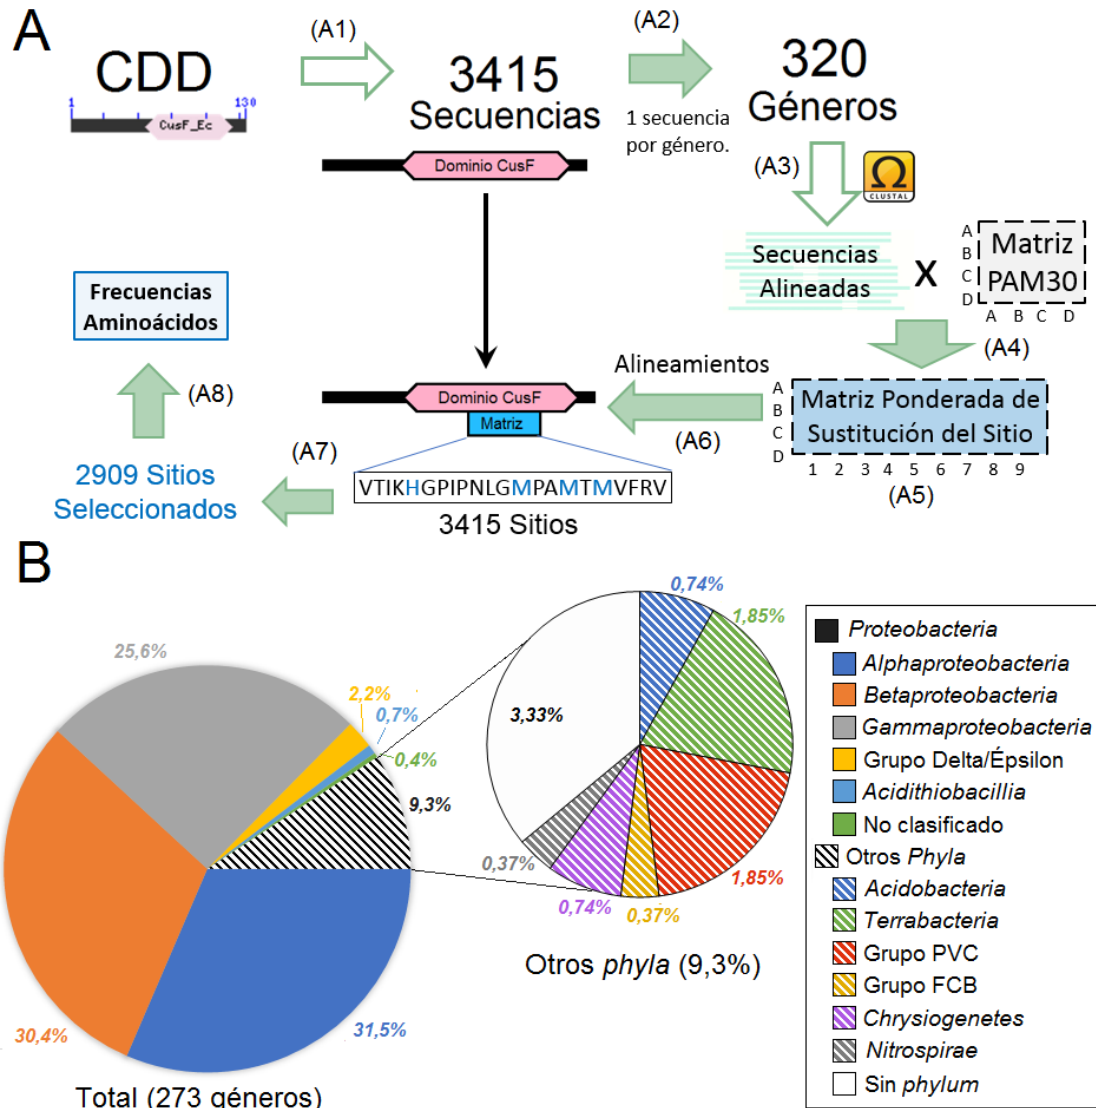 A
CDD
1
130
CusF_Ec
(A1)
3415
Secuencias
Dominio CusF
(A2)
1 secuencia
por género.
320
Géneros
(A3)
Ω
CLUSTAL
Secuencias
Alineadas
X
A
B
C
D
Matriz
PAM30
A B C D
(A4)
Alineamientos
(A6)
A
B
C
D
Matriz Ponderada de
Sustitución del Sitio
1 2 3 4 5 6 7 8 9
(A5)
Dominio CusF
Matriz
VTIKHGPIPNLGMPAMTMVFRV
3415 Sitios
(A7)
2909 Sitios
Seleccionados
(A8)
Frecuencias
Aminoácidos
B
25,6%
2,2%
0,7%
0,4%
9,3%
31,5%
30,4%
Total (273 géneros)
0,74%
1,85%
1,85%
0,37%
0,74%
0,37%
3,33%
Otros phyla (9,3%)
Proteobacteria
Alphaproteobacteria
Betaproteobacteria
Gammaproteobacteria
Grupo Delta/Épsilon
Acidithiobacillia
No clasificado
Otros Phyla
Acidobacteria
Terrabacteria
Grupo PVC
Grupo FCB
Chrysiogenetes
Nitrospirae
Sin phylum